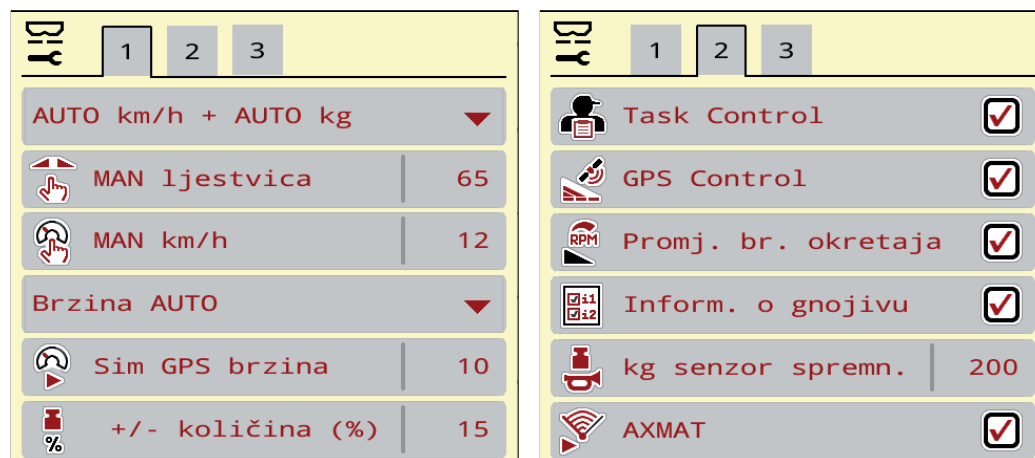 1 2 3
AUTO km/h + AUTO kg
MAN ljestvica 65
MAN km/h 12
Brzina AUTO
Sim GPS brzina 10
% +/- količina (%) 15
1 2 3
Task Control
GPS Control
RPM Promj. br. okretaja
i1 i2 Inform. o gnojivu
kg senzor spremn. 200
AXMAT